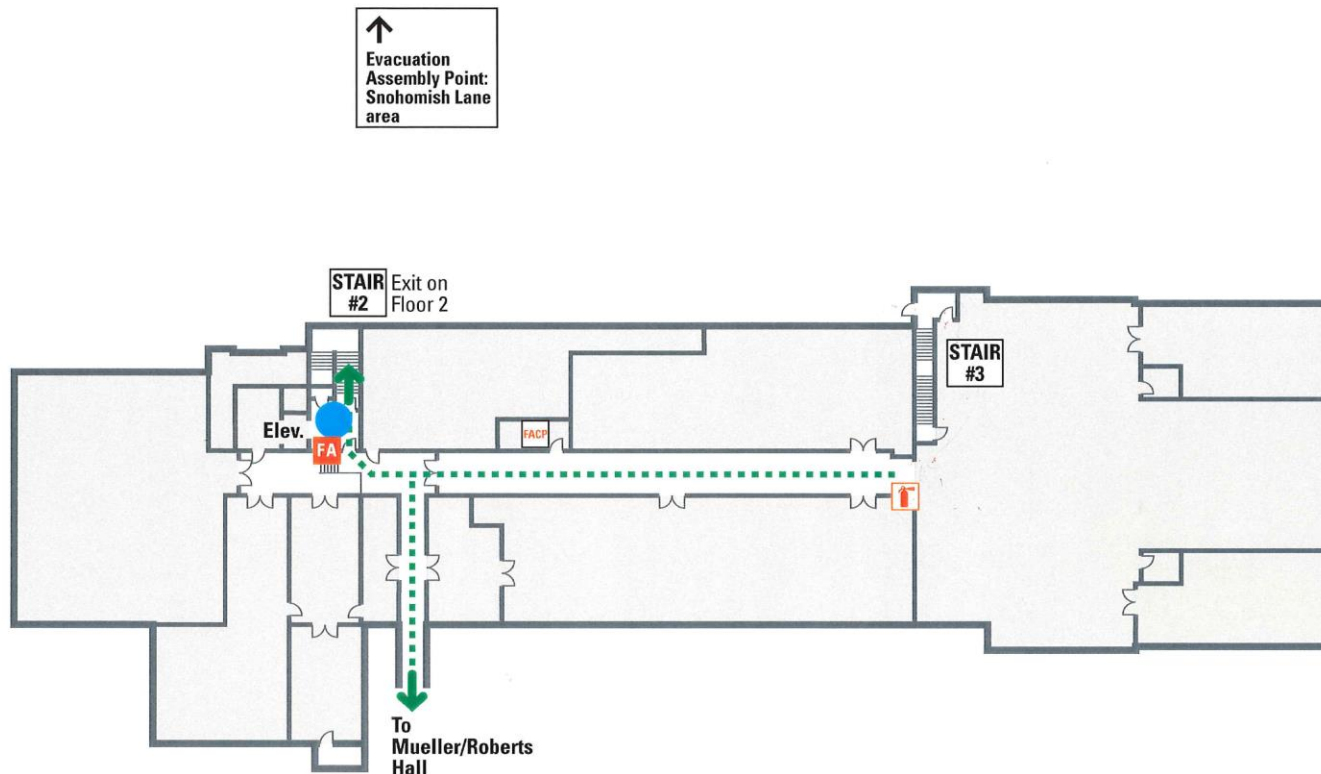 Evacuation
Assembly Point:
Snohomish Lane
area
STAIR
#2
Exit on
Floor 2
STAIR
#3
Elev.
FA
FACP
To
Mueller/Roberts
Hall